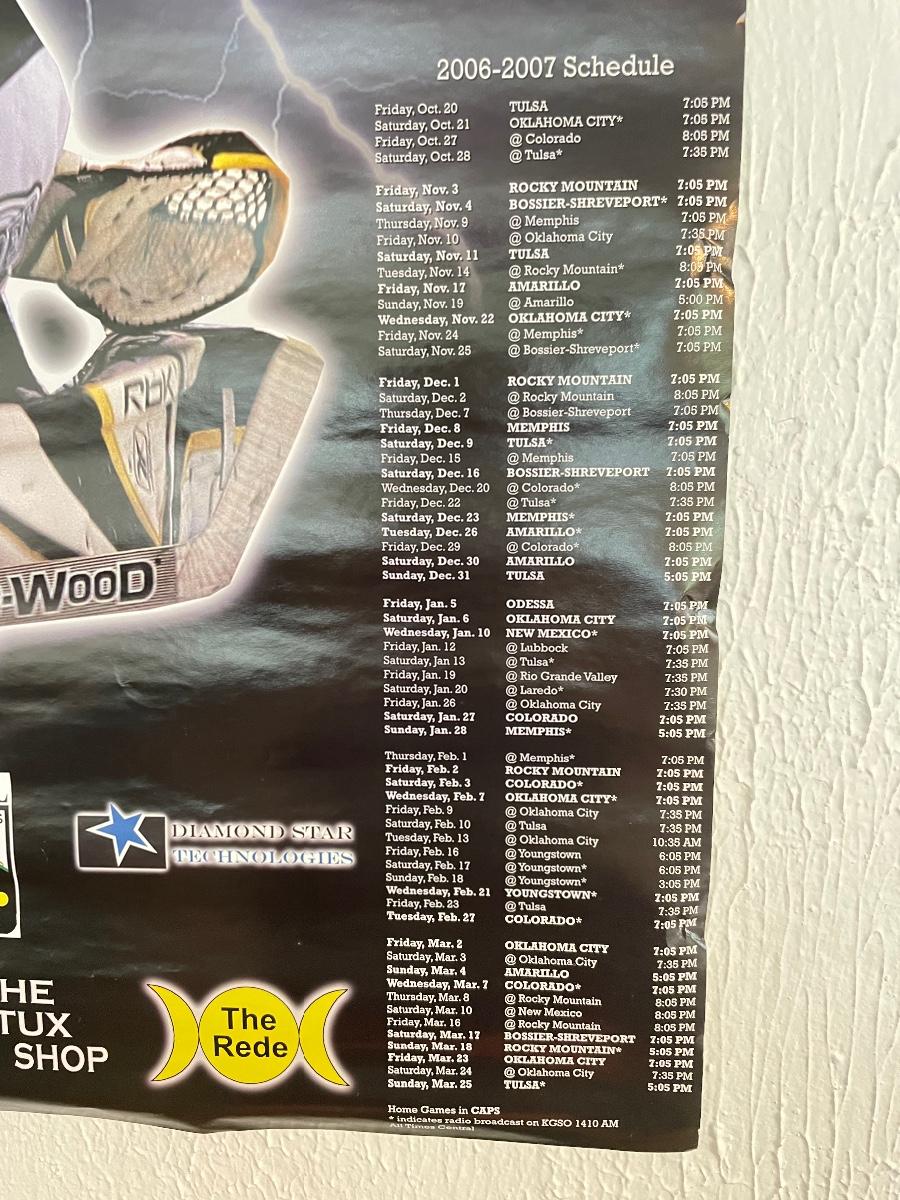 2006-2007 Schedule
Friday, Oct. 20 TULSA 7:05 PM
Saturday, Oct. 21 OKLAHOMA CITY* 7:05 PM
Friday, Oct. 27 @ Colorado 8:05 PM
Saturday, Oct. 28 @ Tulsa* 7:35 PM
Friday, Nov. 3 ROCKY MOUNTAIN 7:05 PM
Saturday, Nov. 4 BOSSIER-SHREVEPORT* 7:05 PM
Thursday, Nov. 9 @ Memphis 7:05 PM
Friday, Nov. 10 @ Oklahoma City 7:35 PM
Saturday, Nov. 11 TULSA 7:05 PM
Tuesday, Nov. 14 @ Rocky Mountain* 8:05 PM
Friday, Nov. 17 AMARILLO 7:05 PM
Sunday, Nov. 19 @ Amarillo 5:00 PM
Wednesday, Nov. 22 OKLAHOMA CITY* 7:05 PM
Friday, Nov. 24 @ Memphis* 7:05 PM
Saturday, Nov. 25 @ Bossier-Shreveport* 7:05 PM
Friday, Dec. 1 ROCKY MOUNTAIN 7:05 PM
Saturday, Dec. 2 @ Rocky Mountain 8:05 PM
Thursday, Dec. 7 @ Bossier-Shreveport 7:05 PM
Friday, Dec. 8 MEMPHIS 7:05 PM
Saturday, Dec. 9 TULSA* 7:05 PM
Friday, Dec. 15 @ Memphis 7:05 PM
Saturday, Dec. 16 BOSSIER-SHREVEPORT 7:05 PM
Wednesday, Dec. 20 @ Colorado* 8:05 PM
Friday, Dec. 22 @ Tulsa* 7:35 PM
Saturday, Dec. 23 MEMPHIS* 7:05 PM
Tuesday, Dec. 26 AMARILLO* 7:05 PM
Friday, Dec. 29 @ Colorado* 8:05 PM
Saturday, Dec. 30 AMARILLO 7:05 PM
Sunday, Dec. 31 TULSA 5:05 PM
Friday, Jan. 5 ODESSA 7:05 PM
Saturday, Jan. 6 OKLAHOMA CITY 7:05 PM
Wednesday, Jan. 10 NEW MEXICO* 7:05 PM
Friday, Jan. 12 @ Lubbock 7:05 PM
Saturday, Jan 13 @ Tulsa* 7:35 PM
Friday, Jan. 19 @ Rio Grande Valley 7:35 PM
Saturday, Jan. 20 @ Laredo* 7:30 PM
Friday, Jan. 26 @ Oklahoma City 7:35 PM
Saturday, Jan. 27 COLORADO 7:05 PM
Sunday, Jan. 28 MEMPHIS* 5:05 PM
Thursday, Feb. 1 @ Memphis* 7:05 PM
Friday, Feb. 2 ROCKY MOUNTAIN 7:05 PM
Saturday, Feb. 3 COLORADO* 7:05 PM
Wednesday, Feb. 7 OKLAHOMA CITY* 7:05 PM
Friday, Feb. 9 @ Oklahoma City 7:35 PM
Saturday, Feb. 10 @ Tulsa 7:35 PM
Tuesday, Feb. 13 @ Oklahoma City 10:35 AM
Friday, Feb. 16 @ Youngstown 6:05 PM
Saturday, Feb. 17 @ Youngstown* 6:05 PM
Sunday, Feb. 18 @ Youngstown* 3:05 PM
Wednesday, Feb. 21 YOUNGSTOWN* 7:05 PM
Friday, Feb. 23 @ Tulsa 7:35 PM
Tuesday, Feb. 27 COLORADO* 7:05 PM
Friday, Mar. 2 OKLAHOMA CITY 7:05 PM
Saturday, Mar. 3 @ Oklahoma City 7:35 PM
Sunday, Mar. 4 AMARILLO 5:05 PM
Wednesday, Mar. 7 COLORADO* 7:05 PM
Thursday, Mar. 8 @ Rocky Mountain 8:05 PM
Saturday, Mar. 10 @ New Mexico 8:05 PM
Friday, Mar. 16 @ Rocky Mountain 8:05 PM
Saturday, Mar. 17 BOSSIER-SHREVEPORT 7:05 PM
Sunday, Mar. 18 ROCKY MOUNTAIN* 5:05 PM
Friday, Mar. 23 OKLAHOMA CITY 7:05 PM
Saturday, Mar. 24 @ Oklahoma City 7:35 PM
Sunday, Mar. 25 TULSA* 5:05 PM
Home Games in CAPS
* indicates radio broadcast on KGSO 1410 AM
All Times Central
RBK
-WOOD
DIAMOND STAR
TECHNOLOGIES
HE
TUX
SHOP
The
Rede